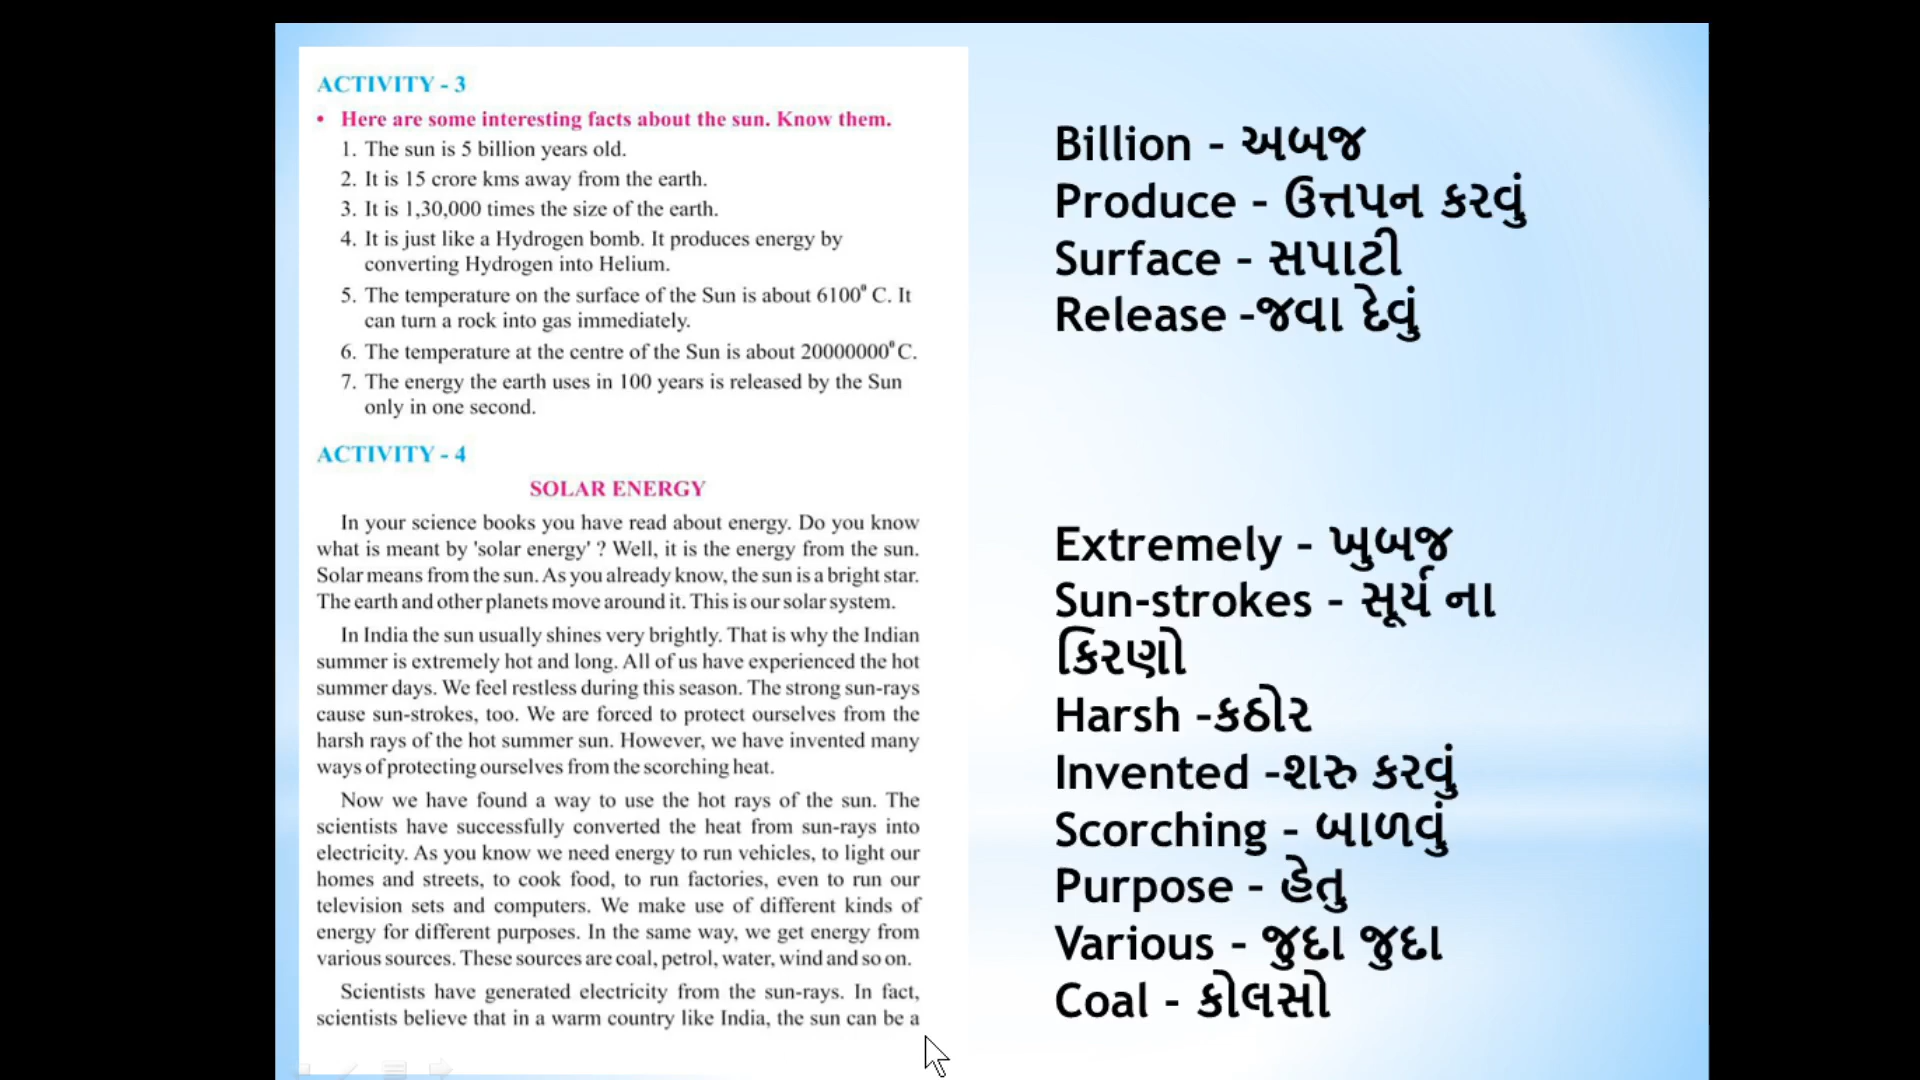 ACTIVITY - 3
• Here are some interesting facts about the sun. Know them.
1. The sun is 5 billion years old.
2. It is 15 crore kms away from the earth.
3. It is 1,30,000 times the size of the earth.
4. It is just like a Hydrogen bomb. It produces energy by
converting Hydrogen into Helium.
5. The temperature on the surface of the Sun is about 6100⁰ C. It
can turn a rock into gas immediately.
6. The temperature at the centre of the Sun is about 20000000⁰ C.
7. The energy the earth uses in 100 years is released by the Sun
only in one second.
ACTIVITY - 4
SOLAR ENERGY
In your science books you have read about energy. Do you know
what is meant by 'solar energy' ? Well, it is the energy from the sun.
Solar means from the sun. As you already know, the sun is a bright star.
The earth and other planets move around it. This is our solar system.
In India the sun usually shines very brightly. That is why the Indian
summer is extremely hot and long. All of us have experienced the hot
summer days. We feel restless during this season. The strong sun-rays
cause sun-strokes, too. We are forced to protect ourselves from the
harsh rays of the hot summer sun. However, we have invented many
ways of protecting ourselves from the scorching heat.
Now we have found a way to use the hot rays of the sun. The
scientists have successfully converted the heat from sun-rays into
electricity. As you know we need energy to run vehicles, to light our
homes and streets, to cook food, to run factories, even to run our
television sets and computers. We make use of different kinds of
energy for different purposes. In the same way, we get energy from
various sources. These sources are coal, petrol, water, wind and so on.
Scientists have generated electricity from the sun-rays. In fact,
scientists believe that in a warm country like India, the sun can be a
Billion – અબજ
Produce – ઉત્તપન કરવું
Surface – સપાટી
Release –જવા દેવું
Extremely – ખુબજ
Sun-strokes – સૂર્ય ના
કિરણો
Harsh –કઠોર
Invented –શરુ કરવું
Scorching – બાળવું
Purpose – હેતુ
Various – જુદા જુદા
Coal - કોલસો